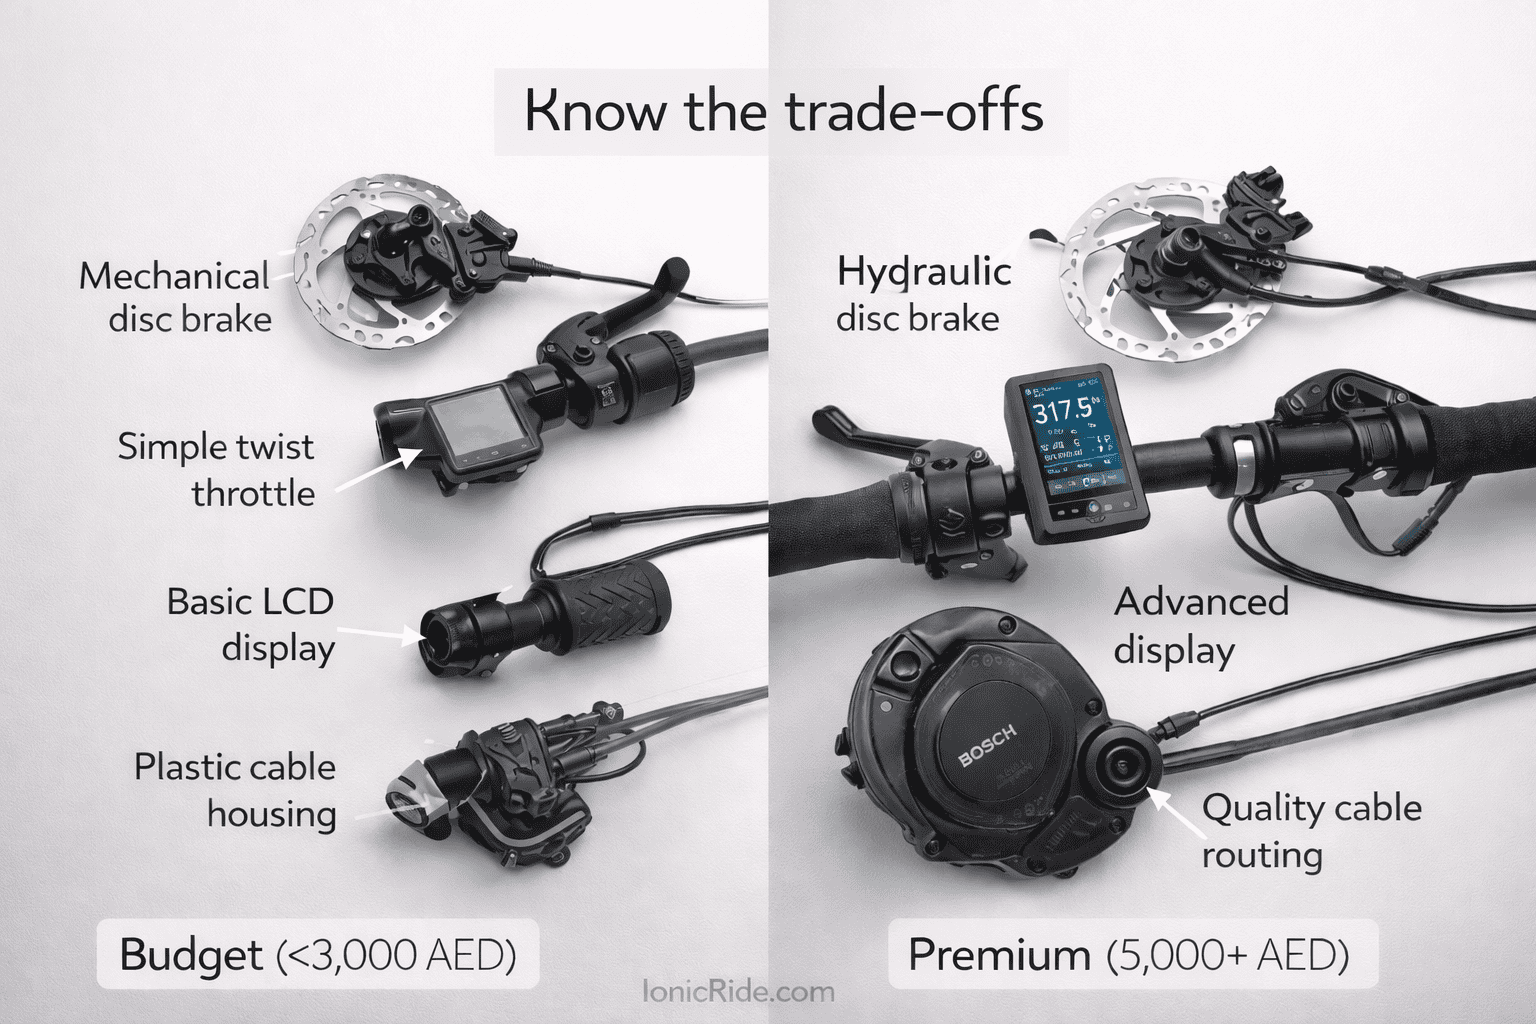 Know the trade-offs
Mechanical
disc brake
Simple twist
throttle
Basic LCD
display
Plastic cable
housing
Budget (<3,000 AED)
Hydraulic
disc brake
317.5
Advanced
display
BOSCH
Quality cable
routing
Premium (5,000+ AED)
IonicRide.com